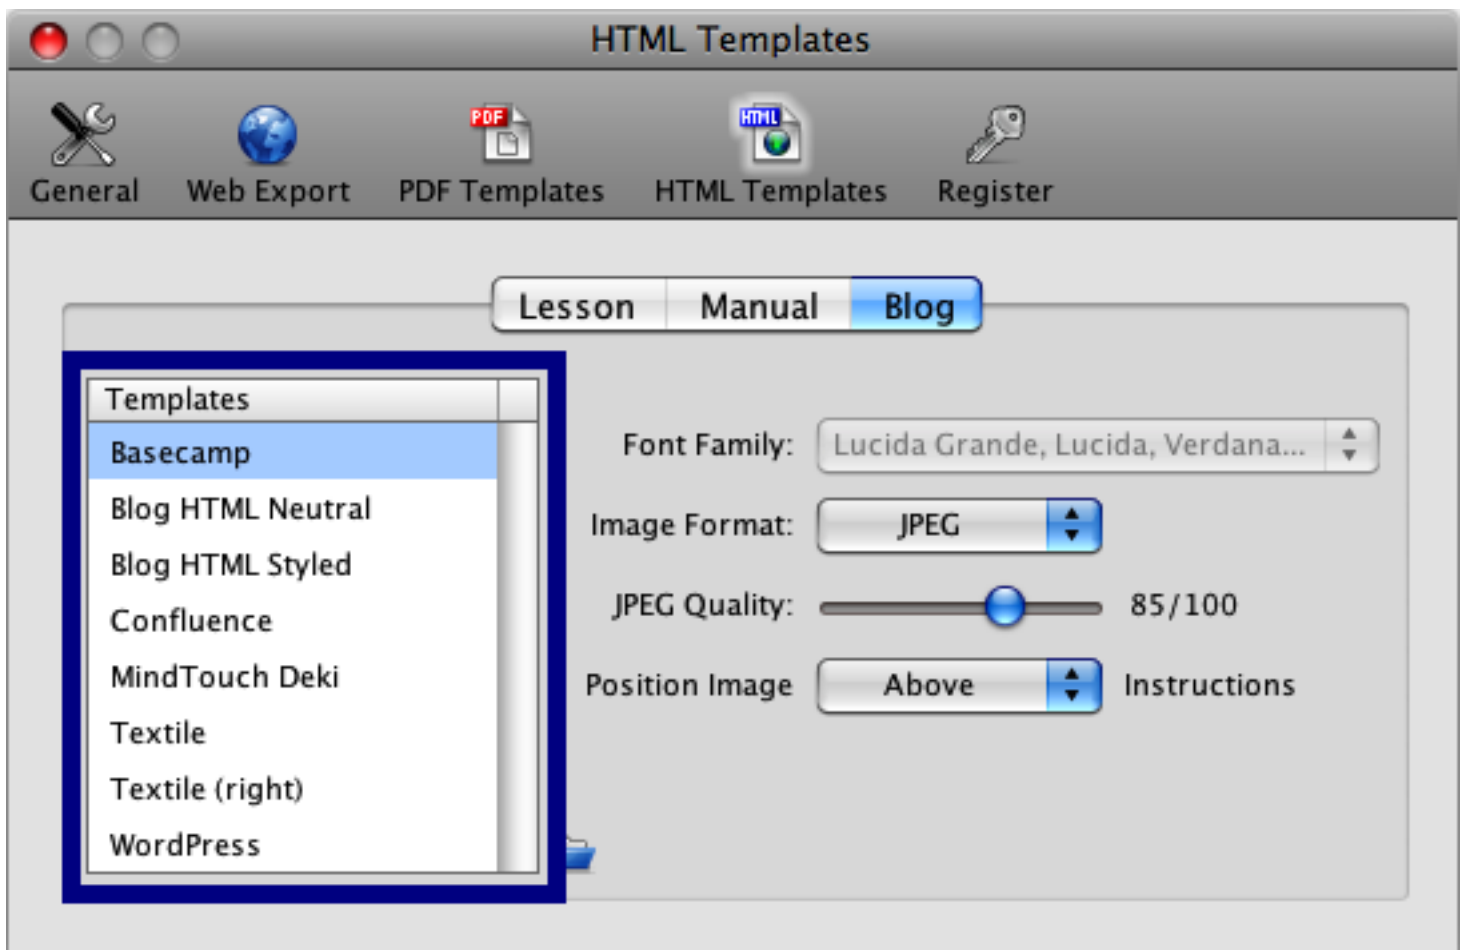 HTML Templates
PDF
HTML
General Web Export PDF Templates HTML Templates Register
Lesson Manual Blog
Templates
Basecamp
Blog HTML Neutral
Blog HTML Styled
Confluence
MindTouch Deki
Textile
Textile (right)
WordPress
Font Family: Lucida Grande, Lucida, Verdana...
Image Format: JPEG
JPEG Quality: 85/100
Position Image Above Instructions